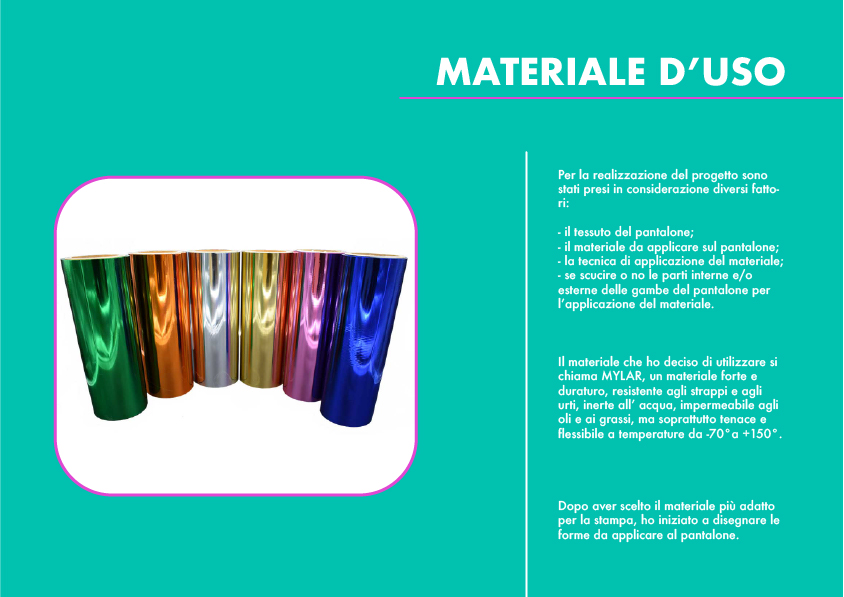 MATERIALE D’USO
Per la realizzazione del progetto sono
stati presi in considerazione diversi fatto-
ri:
- il tessuto del pantalone;
- il materiale da applicare sul pantalone;
- la tecnica di applicazione del materiale;
- se scucire o no le parti interne e/o
esterne delle gambe del pantalone per
l’applicazione del materiale.
Il materiale che ho deciso di utilizzare si
chiama MYLAR, un materiale forte e
duraturo, resistente agli strappi e agli
urti, inerte all’ acqua, impermeabile agli
oli e ai grassi, ma soprattutto tenace e
flessibile a temperature da -70°a +150°.
Dopo aver scelto il materiale più adatto
per la stampa, ho iniziato a disegnare le
forme da applicare al pantalone.